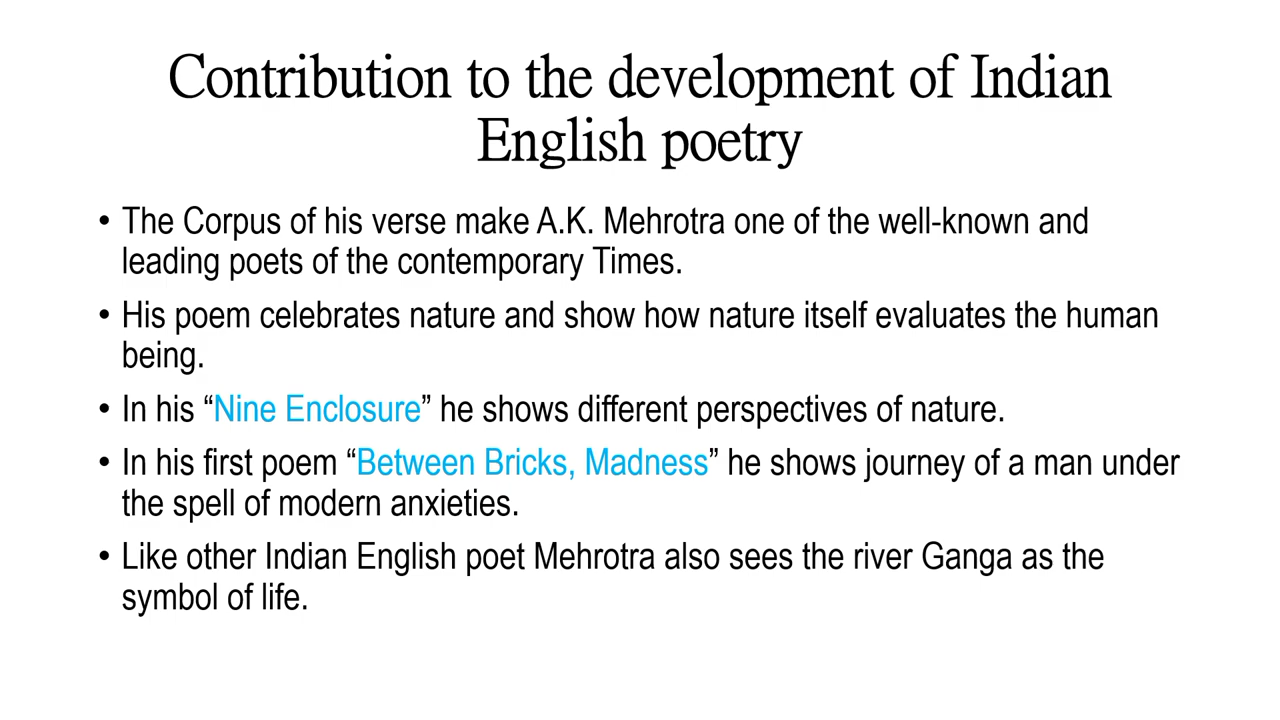 Contribution to the development of Indian
English poetry
• The Corpus of his verse make A.K. Mehrotra one of the well-known and
leading poets of the contemporary Times.
• His poem celebrates nature and show how nature itself evaluates the human
being.
• In his “Nine Enclosure” he shows different perspectives of nature.
• In his first poem “Between Bricks, Madness” he shows journey of a man under
the spell of modern anxieties.
• Like other Indian English poet Mehrotra also sees the river Ganga as the
symbol of life.